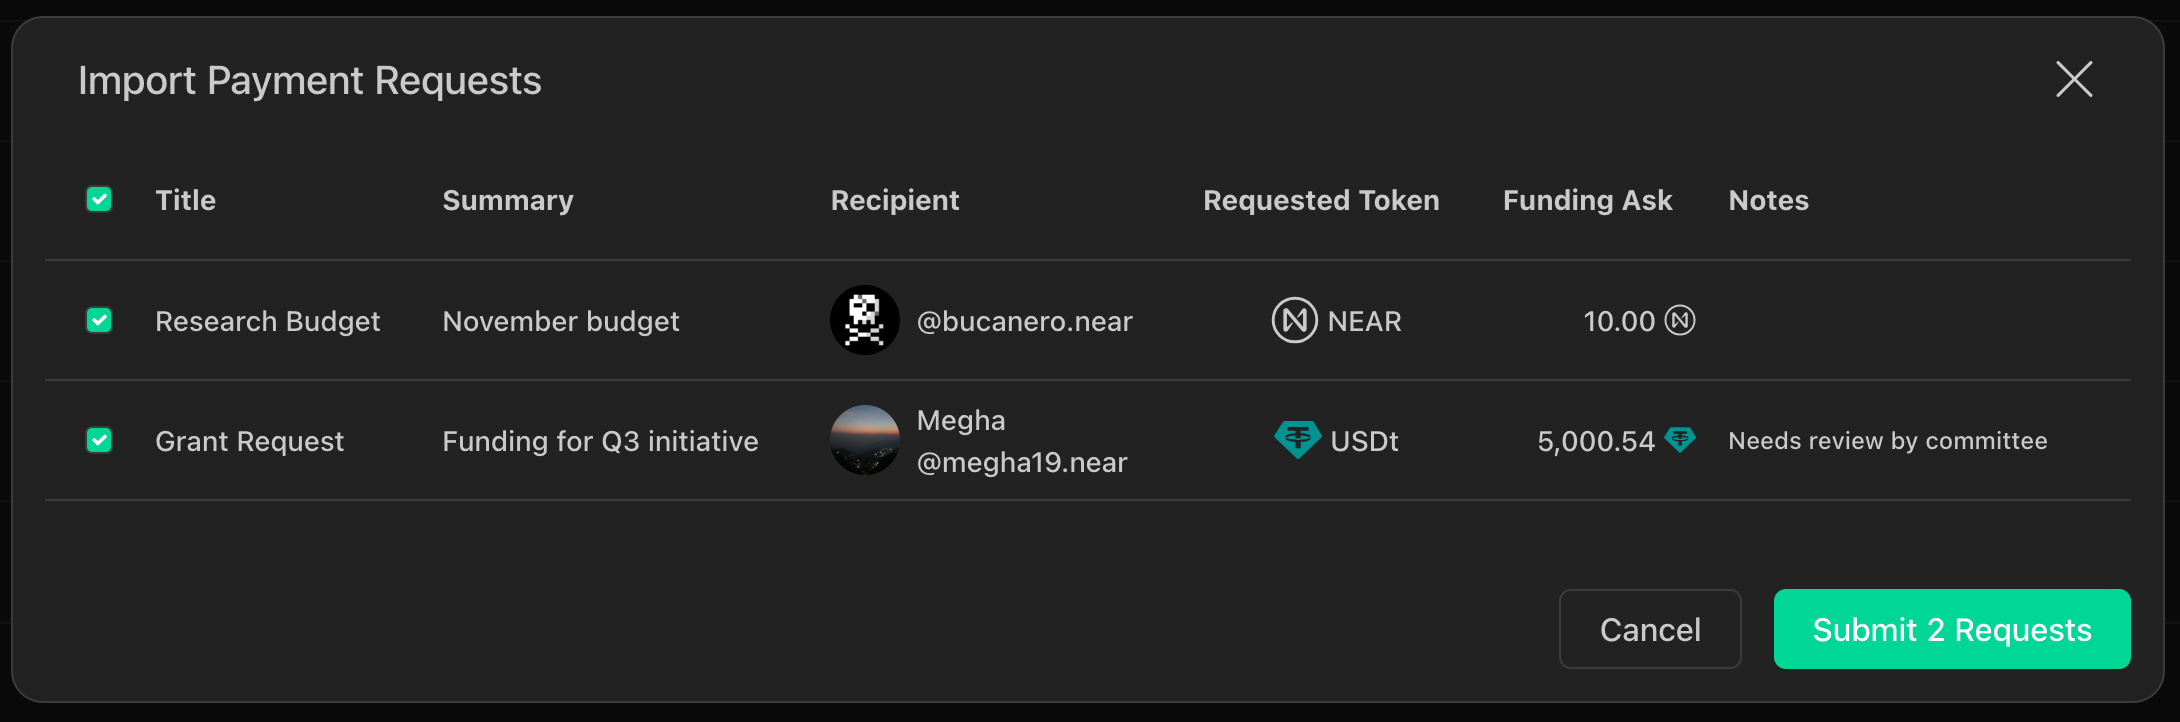 Import Payment Requests
Title Summary Recipient Requested Token Funding Ask Notes
Research Budget November budget @bucanero.near NEAR 10.00
Grant Request Funding for Q3 initiative Megha @megha19.near USDt 5,000.54 Needs review by committee
Cancel Submit 2 Requests